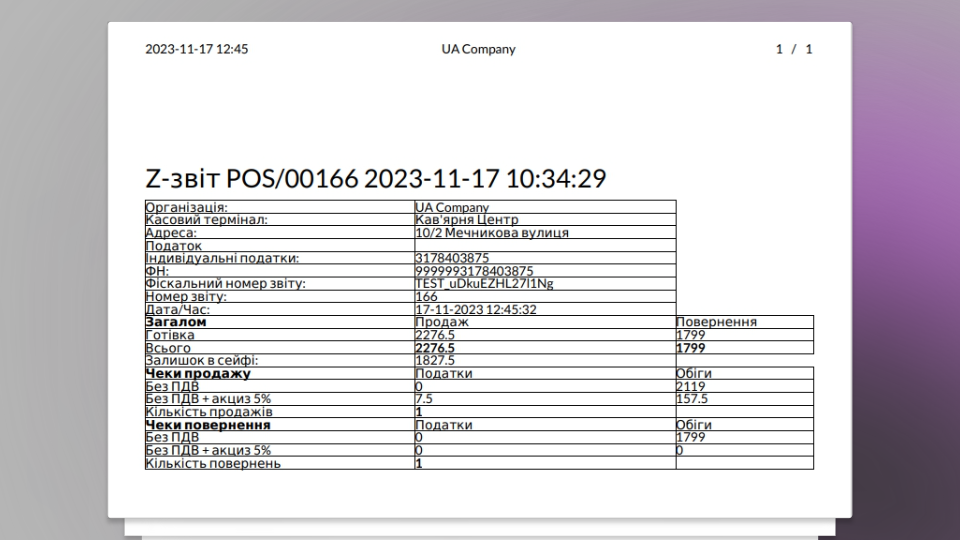 2023-11-17 12:45 UA Company 1 / 1
Z-звіт POS/00166 2023-11-17 10:34:29
Організація: UA Company
Касовий термінал: Кав'ярня Центр
Адреса: 10/2 Мечникова вулиця
Податок
Індивідуальні податки: 3178403875
ФН: 9999993178403875
Фіскальний номер звіту: TEST_uDkuEZHL27l1Ng
Номер звіту: 166
Дата/Час: 17-11-2023 12:45:32
Загалом Продаж Повернення
Готівка 2276.5 1799
Всього 2276.5 1799
Залишок в сейфі: 1827.5
Чеки продажу Податки Обіги
Без ПДВ 0 2119
Без ПДВ + акциз 5% 7.5 157.5
Кількість продажів 1
Чеки повернення Податки Обіги
Без ПДВ 0 1799
Без ПДВ + акциз 5% 0 0
Кількість повернень 1